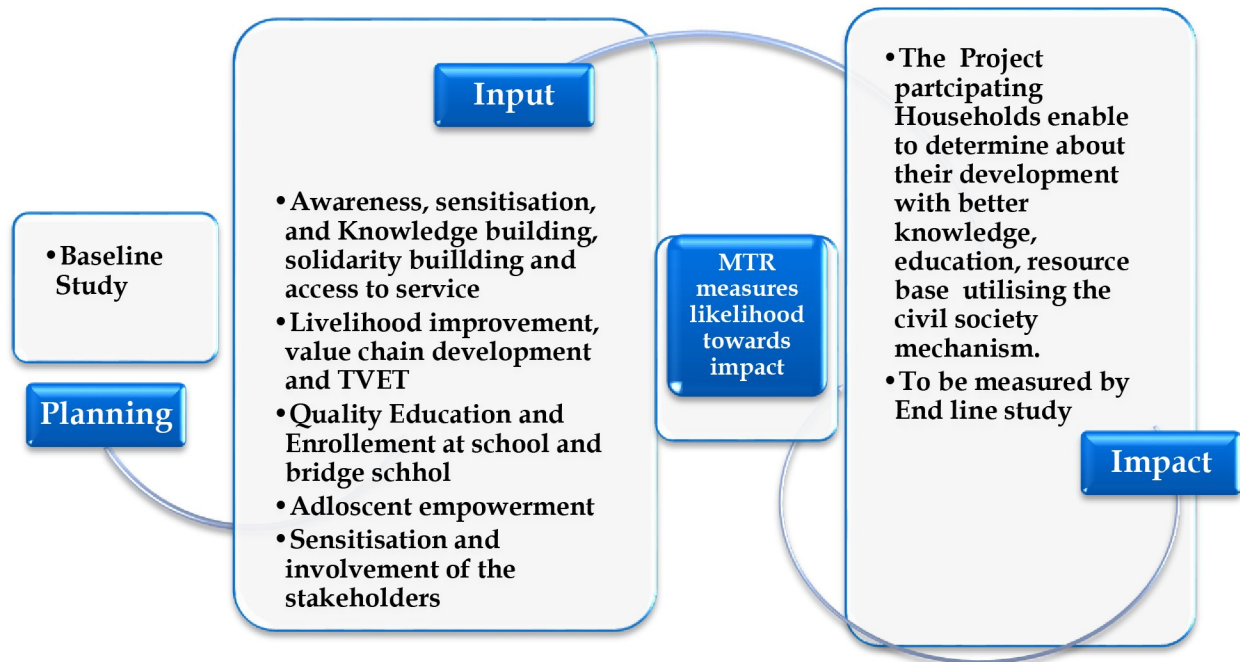 •Baseline
Study
Planning
Input
•Awareness, sensitisation,
and Knowledge building,
solidarity buillding and
access to service
•Livelihood improvement,
value chain development
and TVET
•Quality Education and
Enrollement at school and
bridge schhol
•Adloscent empowerment
•Sensitisation and
involvement of the
stakeholders
MTR
measures
likelihood
towards
impact
•The Project
partcipating
Households enable
to determine about
their development
with better
knowledge,
education, resource
base utilising the
civil society
mechanism.
•To be measured by
End line study
Impact